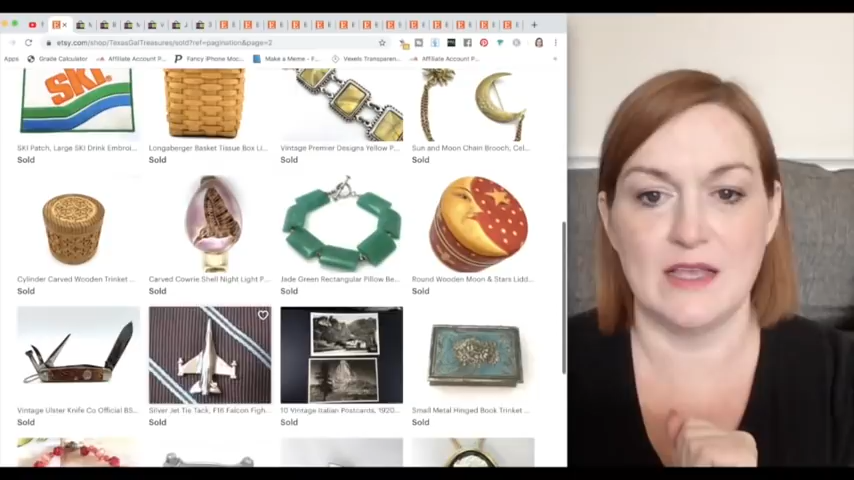 etsy.com/shop/TexasGalTreasures/sold?ref=pagination&page=2
Apps Grade Calculator Affiliate Account P... Fancy iPhone Moc... Make a Meme - F... Vexels Transparen... Affiliate Account P...
SKI
SKI Patch, Large SKI Drink Embroi... Longaberger Basket Tissue Box Li... Vintage Premier Designs Yellow P... Sun and Moon Chain Brooch, Cel...
Sold Sold Sold Sold
Cylinder Carved Wooden Trinket ... Carved Cowrie Shell Night Light P... Jade Green Rectangular Pillow Be... Round Wooden Moon & Stars Lidd...
Sold Sold Sold Sold
Vintage Ulster Knife Co Official BS... Silver Jet Tie Tack, F16 Falcon Figh... 10 Vintage Italian Postcards, 1920... Small Metal Hinged Book Trinket ...
Sold Sold Sold Sold